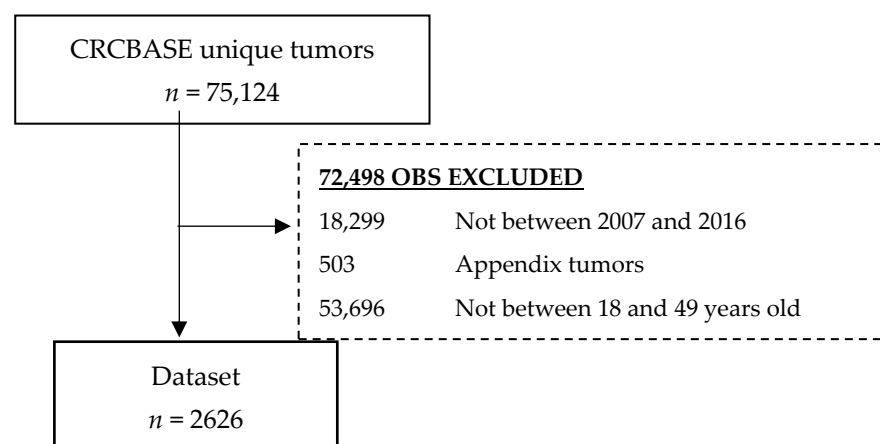 CRCBASE unique tumors
n = 75,124
72,498 OBS EXCLUDED
18,299 Not between 2007 and 2016
503 Appendix tumors
53,696 Not between 18 and 49 years old
Dataset
n = 2626